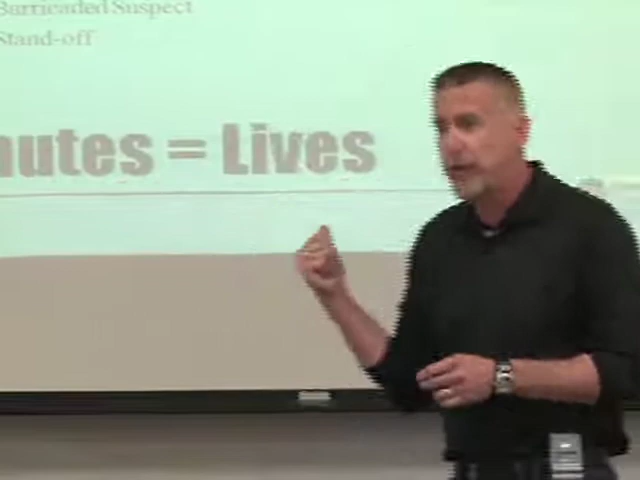 Barricaded Suspect
Stand-off
nutes = Lives